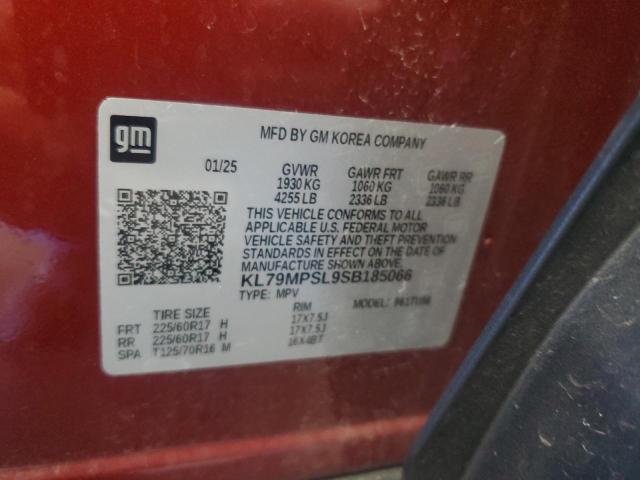 gm
MFD BY GM KOREA COMPANY
01/25 GVWR GAWR FRT GAWR RR
1930 KG 1060 KG 1060 KG
4255 LB 2336 LB 2336 LB
THIS VEHICLE CONFORMS TO ALL
APPLICABLE U.S. FEDERAL MOTOR
VEHICLE SAFETY AND THEFT PREVENTION
STANDARDS IN EFFECT ON THE DATE OF
MANUFACTURE SHOWN ABOVE.
KL79MPSL9SB185066
TYPE: MPV MODEL:
TIRE SIZE RIM
FRT 225/60R17 H 17X7.5J
RR 225/60R17 H 17X7.5J
SPA T125/70R16 M 16X4BT